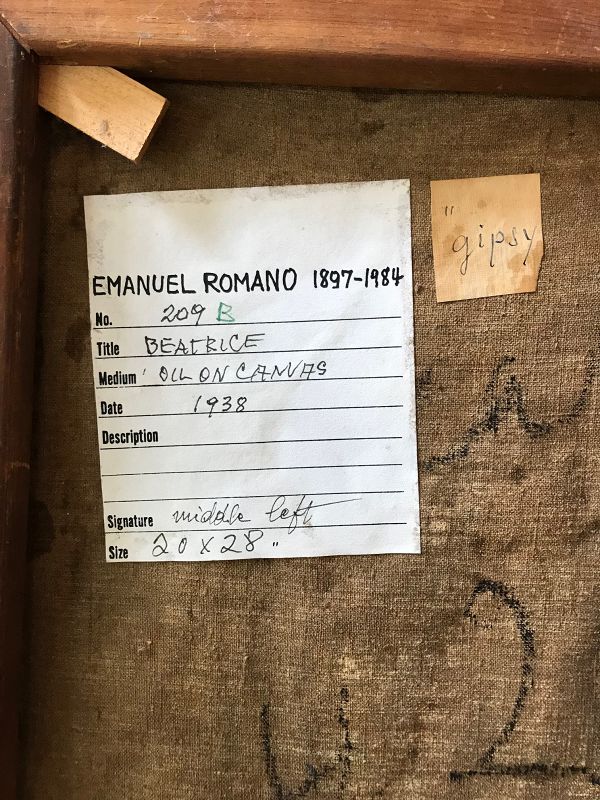 EMANUEL ROMANO 1897-1984
No. 209 B
Title BEATRICE
Medium OIL ON CANVAS
Date 1938
Description
Signature middle left
Size 20 x 28 "
" gipsy
2